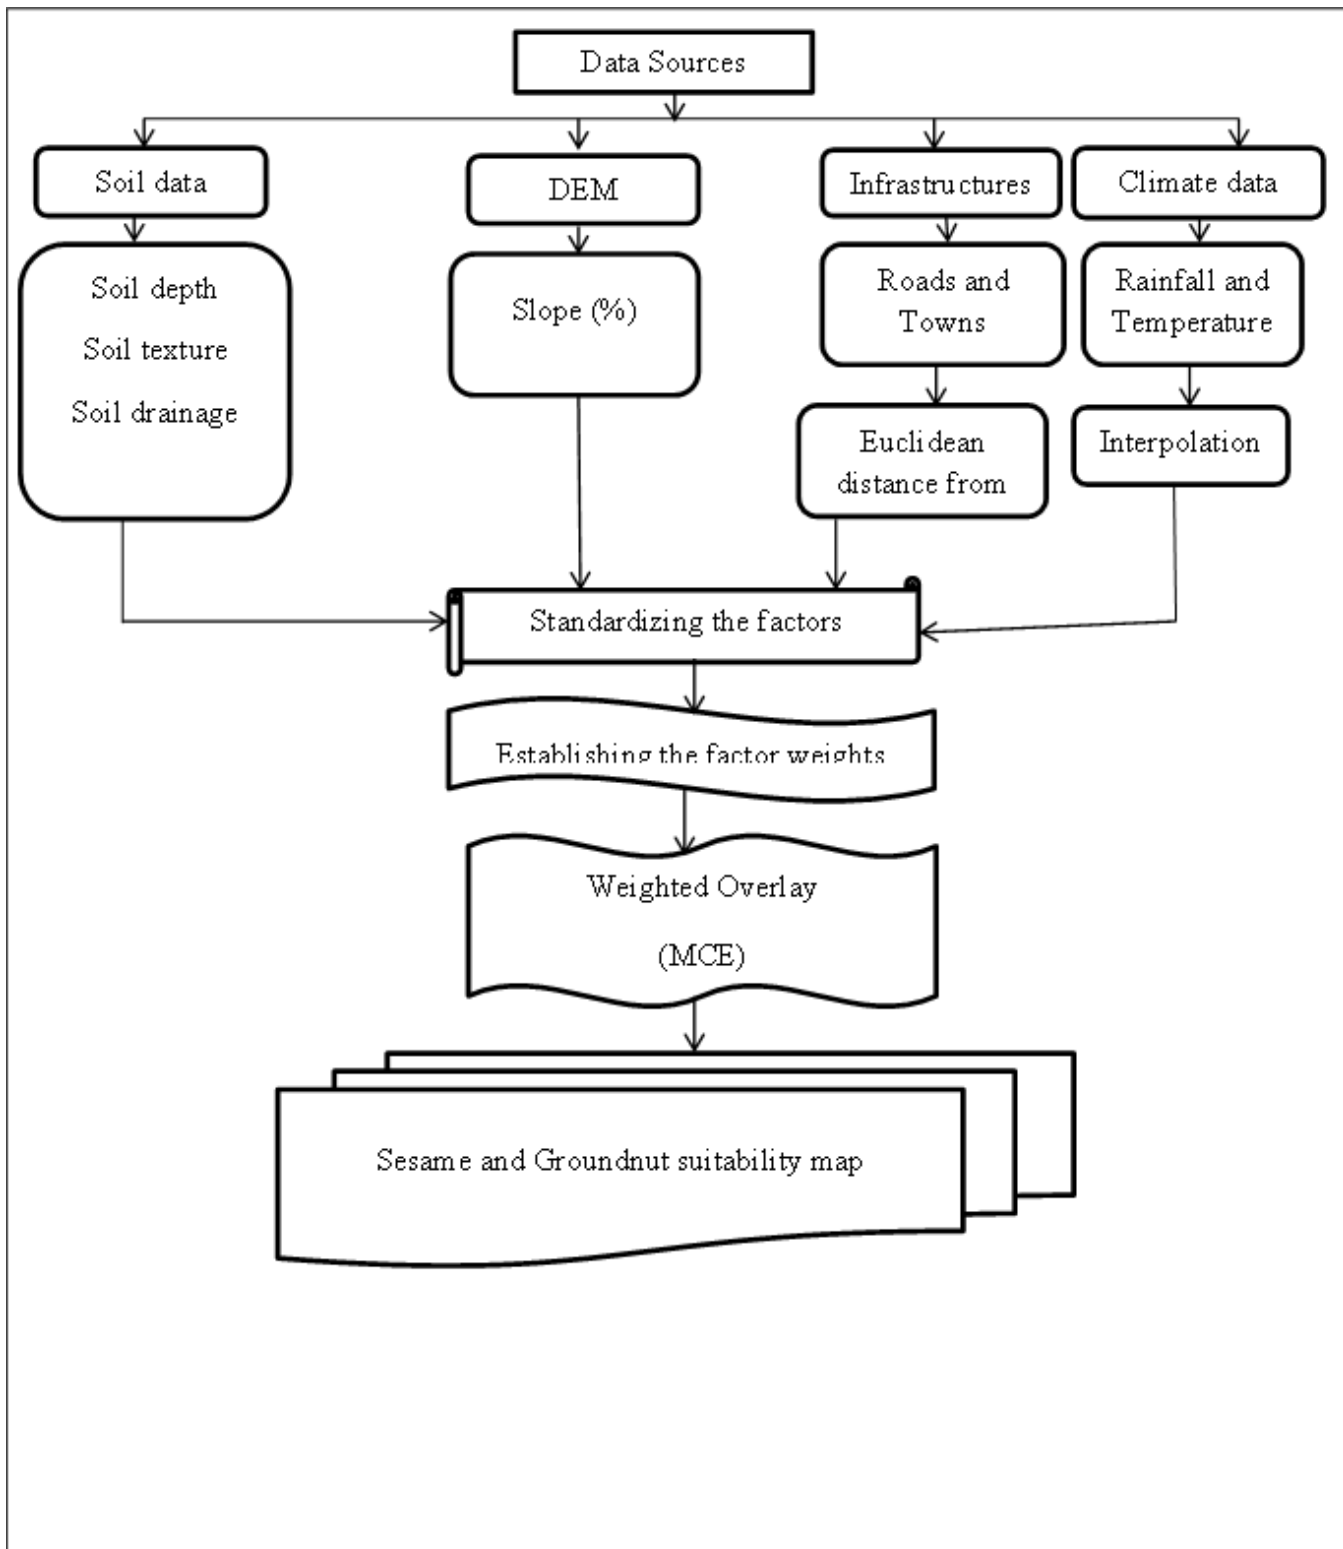 Data Sources
Soil data
DEM
Infrastructures
Climate data
Soil depth
Soil texture
Soil drainage
Slope (%)
Roads and
Towns
Rainfall and
Temperature
Euclidean
distance from
Interpolation
Standardizing the factors
Establishing the factor weights
Weighted Overlay
(MCE)
Sesame and Groundnut suitability map